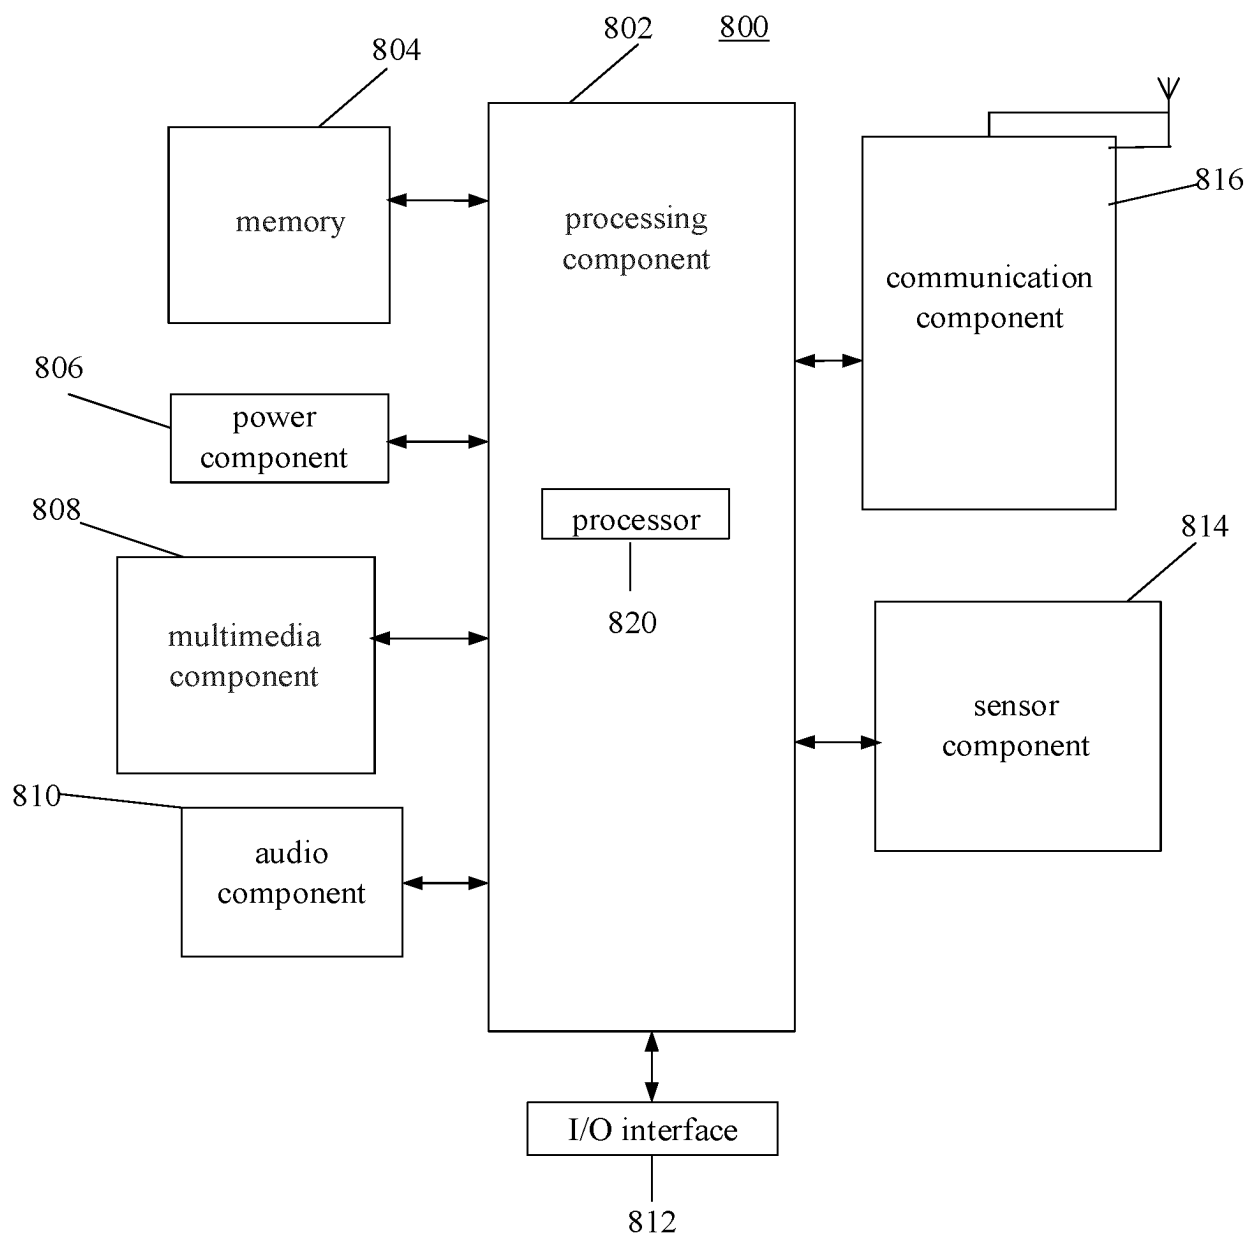 802
800
804
memory
processing
component
816
communication
component
806
power
component
808
processor
814
820
multimedia
component
sensor
component
810
audio
component
I/O interface
812